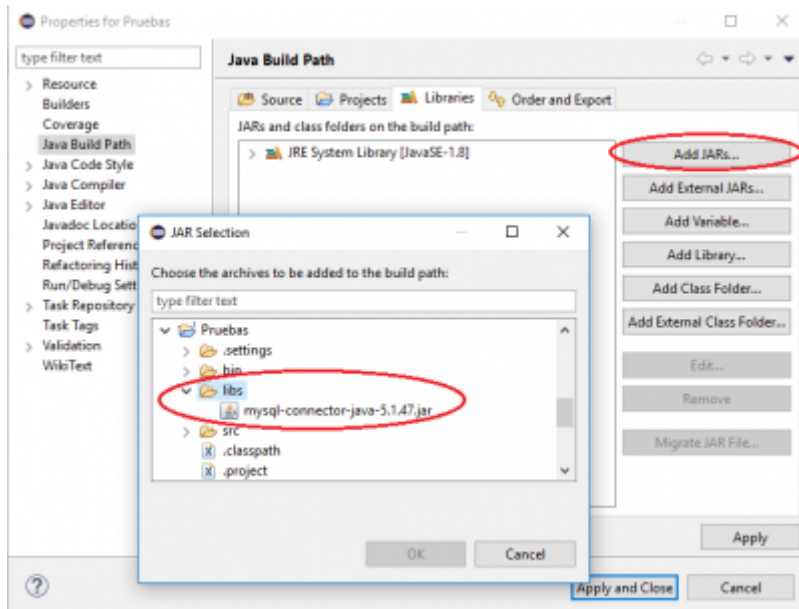 Properties for Pruebas
type filter text
Resource
Builders
Coverage
Java Build Path
Java Code Style
Java Compiler
Java Editor
Javadoc Locatio
Project Referenc
Refactoring Hist
Run/Debug Sett
Task Repository
Task Tags
Validation
WikiText
Java Build Path
Source
Projects
Libraries
Order and Export
JARs and class folders on the build path:
JRE System Library [JavaSE-1.8]
Add JARs...
Add External JARs...
Add Variable...
Add Library...
Add Class Folder...
Add External Class Folder...
Edit...
Remove
Migrate JAR File...
Apply
JAR Selection
Choose the archives to be added to the build path:
type filter text
Pruebas
.settings
bin
libs
mysql-connector-java-5.1.47.jar
src
.classpath
.project
OK
Cancel
Apply and Close
Cancel